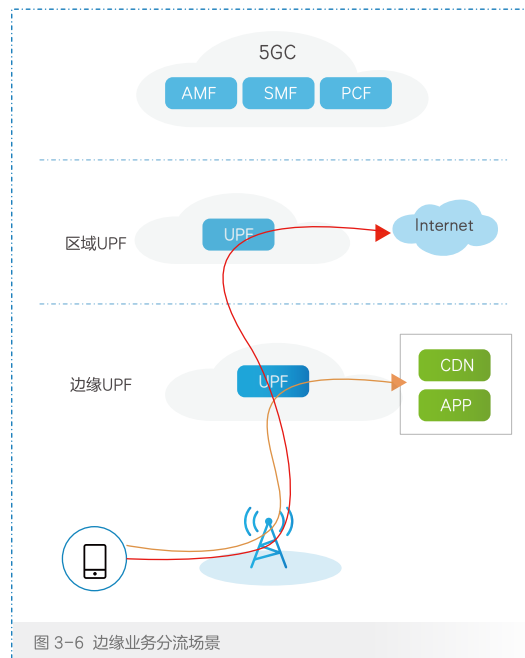 5GC
AMF SMF PCF
区域UPF
UPF
Internet
边缘UPF
UPF
CDN
APP
图 3-6 边缘业务分流场景